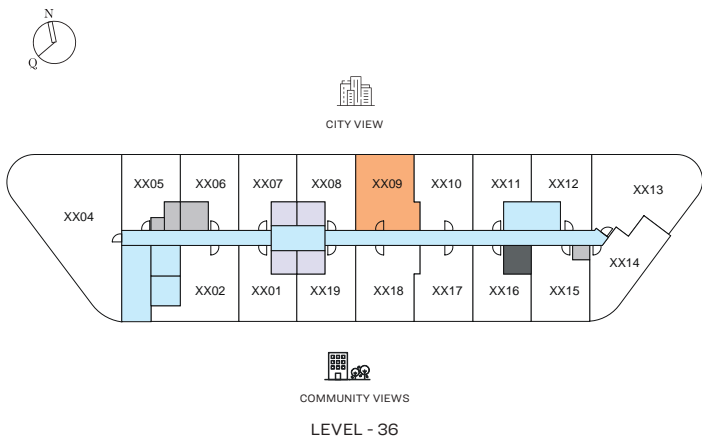 N
Q
CITY VIEW
XX05 XX06 XX07 XX08 XX09 XX10 XX11 XX12
XX04 XX13
XX14
XX02 XX01 XX19 XX18 XX17 XX16 XX15
COMMUNITY VIEWS
LEVEL - 36